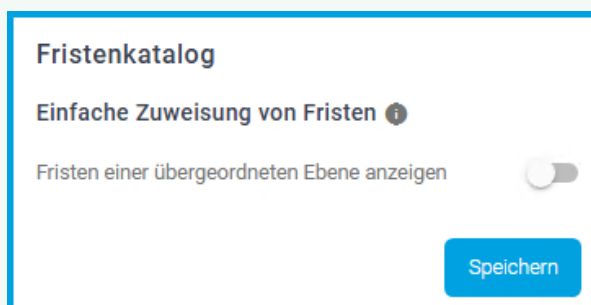 Fristenkatalog
Einfache Zuweisung von Fristen
Fristen einer übergeordneten Ebene anzeigen
Speichern